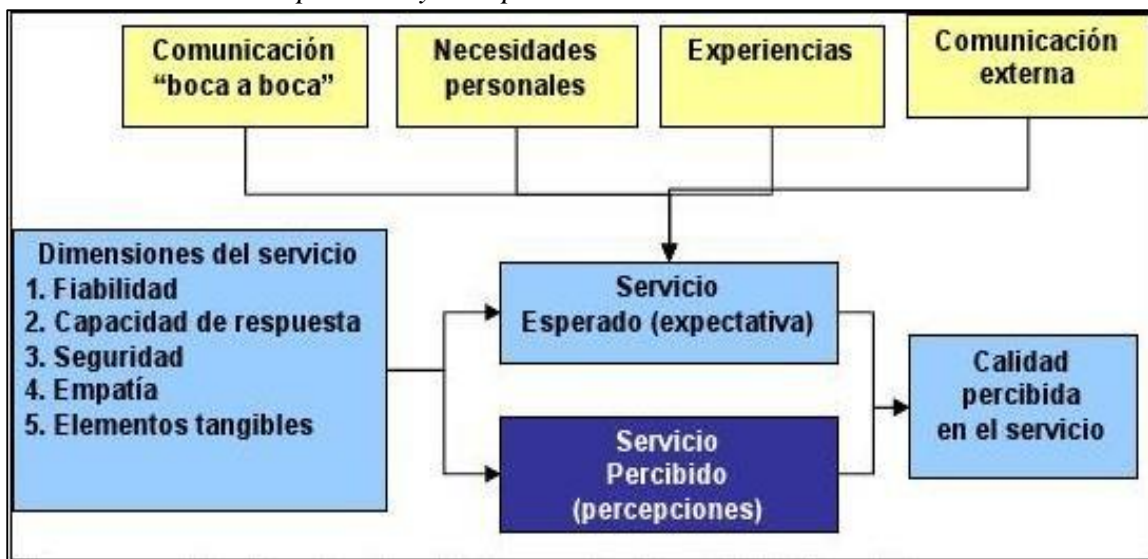 Comunicación
"boca a boca"
Necesidades
personales
Experiencias
Comunicación
externa
Dimensiones del servicio
1. Fiabilidad
2. Capacidad de respuesta
3. Seguridad
4. Empatía
5. Elementos tangibles
Servicio
Esperado (expectativa)
Servicio
Percibido
(percepciones)
Calidad
percibida
en el servicio